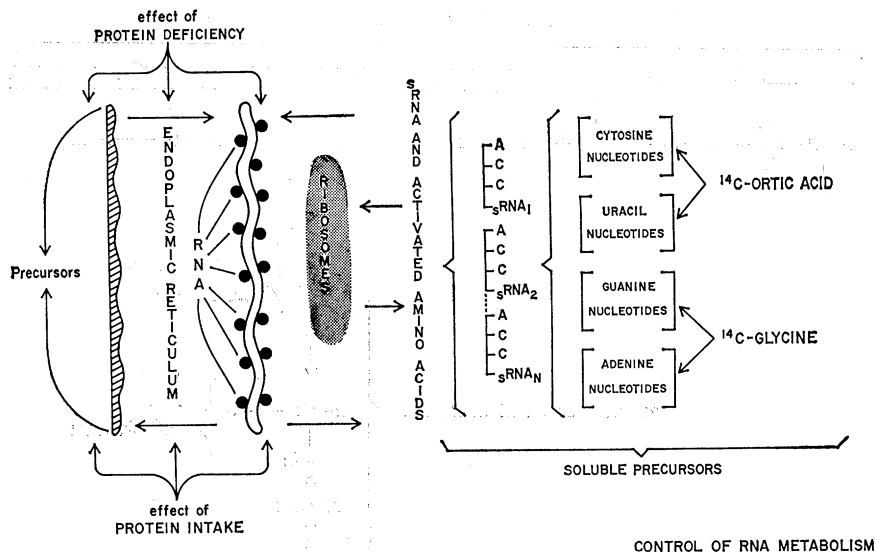 effect of
PROTEIN DEFICIENCY
ENDOPLASMIC RETICULUM
RNA
RIBOSOMES
sRNA AND ACTIVATED AMINO ACIDS
Precursors
A
C
C
sRNA1
A
C
C
sRNA2
A
C
C
sRNAN
CYTOSINE
NUCLEOTIDES
URACIL
NUCLEOTIDES
GUANINE
NUCLEOTIDES
ADENINE
NUCLEOTIDES
14C-ORTIC ACID
14C-GLYCINE
SOLUBLE PRECURSORS
effect of
PROTEIN INTAKE
CONTROL OF RNA METABOLISM